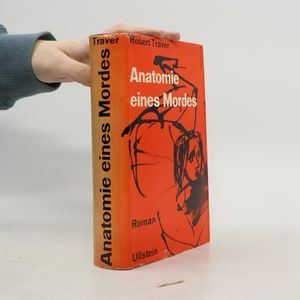 Traver
Anatomie eines Mordes
Robert Traver
Anatomie
eines Mordes
Roman
Ullstein